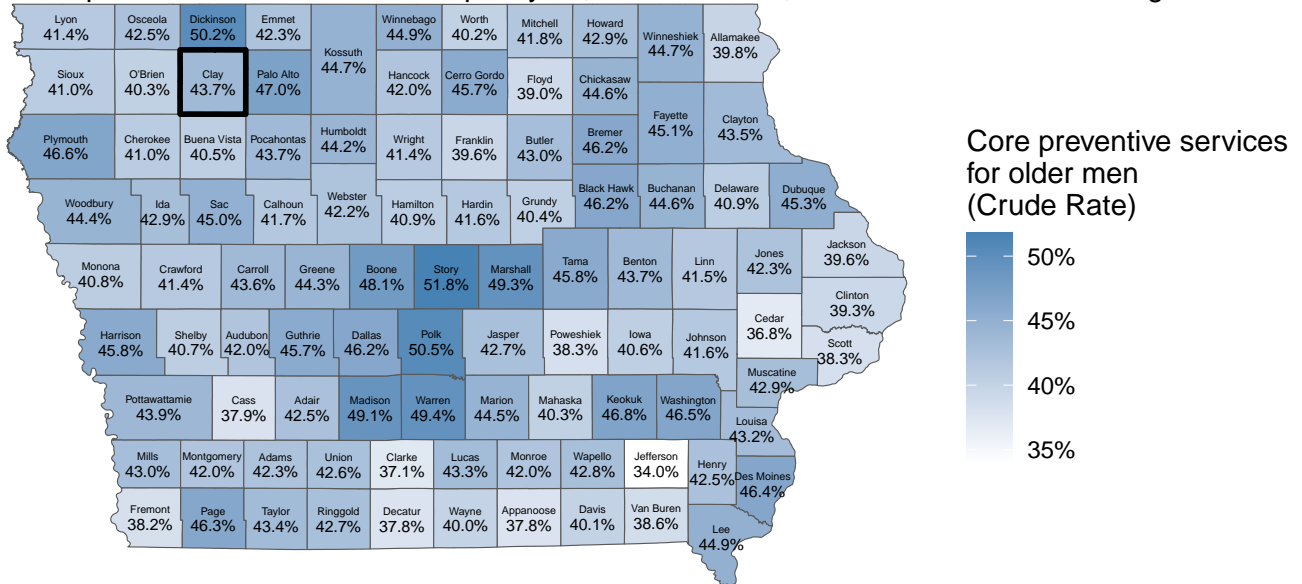 Lyon Osceola Dickinson Emmet Winnebago Worth Mitchell Howard Winneshiek Allamakee
41.4% 42.5% 50.2% 42.3% 44.9% 40.2% 41.8% 42.9% 44.7% 39.8%
Kossuth
44.7%
Sioux O'Brien Clay Palo Alto Hancock Cerro Gordo Floyd Chickasaw
41.0% 40.3% 43.7% 47.0% 42.0% 45.7% 39.0% 44.6%
Plymouth Cherokee Buena Vista Pocahontas Humboldt Wright Franklin Butler Bremer Fayette Clayton
46.6% 41.0% 40.5% 43.7% 44.2% 41.4% 39.6% 43.0% 46.2% 45.1% 43.5%
Woodbury Ida Sac Calhoun Webster Hamilton Hardin Grundy Black Hawk Buchanan Delaware Dubuque
44.4% 42.9% 45.0% 41.7% 42.2% 40.9% 41.6% 40.4% 46.2% 44.6% 40.9% 45.3%
Monona Crawford Carroll Greene Boone Story Marshall Tama Benton Linn Jones Jackson
40.8% 41.4% 43.6% 44.3% 48.1% 51.8% 49.3% 45.8% 43.7% 41.5% 42.3% 39.6%
Clinton
39.3%
Harrison Shelby Audubon Guthrie Dallas Polk Jasper Poweshiek Iowa Johnson Cedar Scott
45.8% 40.7% 42.0% 45.7% 46.2% 50.5% 42.7% 38.3% 40.6% 41.6% 36.8% 38.3%
Muscatine
42.9%
Pottawattamie Cass Adair Madison Warren Marion Mahaska Keokuk Washington Louisa
43.9% 37.9% 42.5% 49.1% 49.4% 44.5% 40.3% 46.8% 46.5% 43.2%
Mills Montgomery Adams Union Clarke Lucas Monroe Wapello Jefferson Henry Des Moines
43.0% 42.0% 42.3% 42.6% 37.1% 43.3% 42.0% 42.8% 34.0% 42.5% 46.4%
Fremont Page Taylor Ringgold Decatur Wayne Appanoose Davis Van Buren Lee
38.2% 46.3% 43.4% 42.7% 37.8% 40.0% 37.8% 40.1% 38.6% 44.9%
Core preventive services
for older men
(Crude Rate)
50%
45%
40%
35%